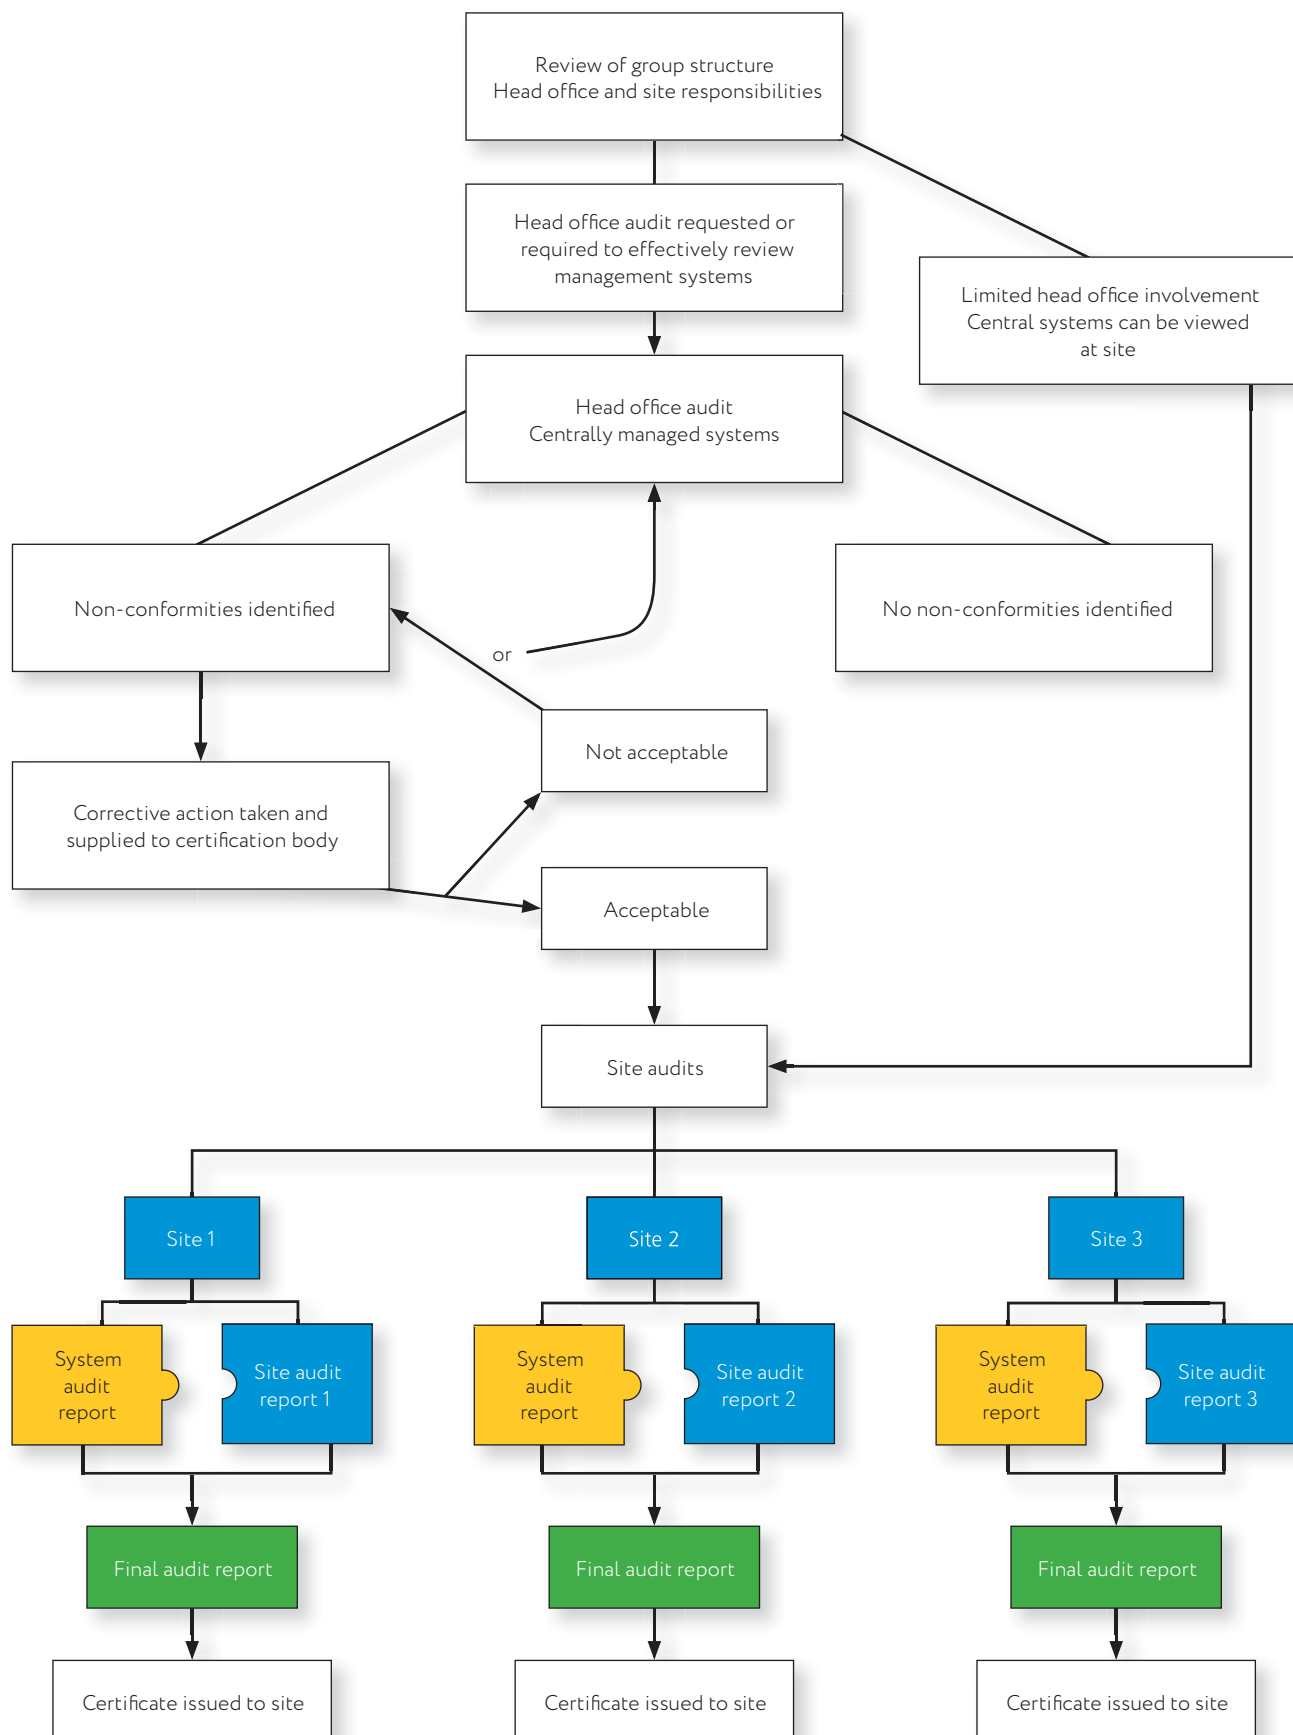 Review of group structure
Head office and site responsibilities
Head office audit requested or
required to effectively review
management systems
Limited head office involvement
Central systems can be viewed
at site
Head office audit
Centrally managed systems
Non-conformities identified
No non-conformities identified
or
Not acceptable
Corrective action taken and
supplied to certification body
Acceptable
Site audits
Site 1
Site 2
Site 3
System
audit
report
Site audit
report 1
System
audit
report
Site audit
report 2
System
audit
report
Site audit
report 3
Final audit report
Final audit report
Final audit report
Certificate issued to site
Certificate issued to site
Certificate issued to site